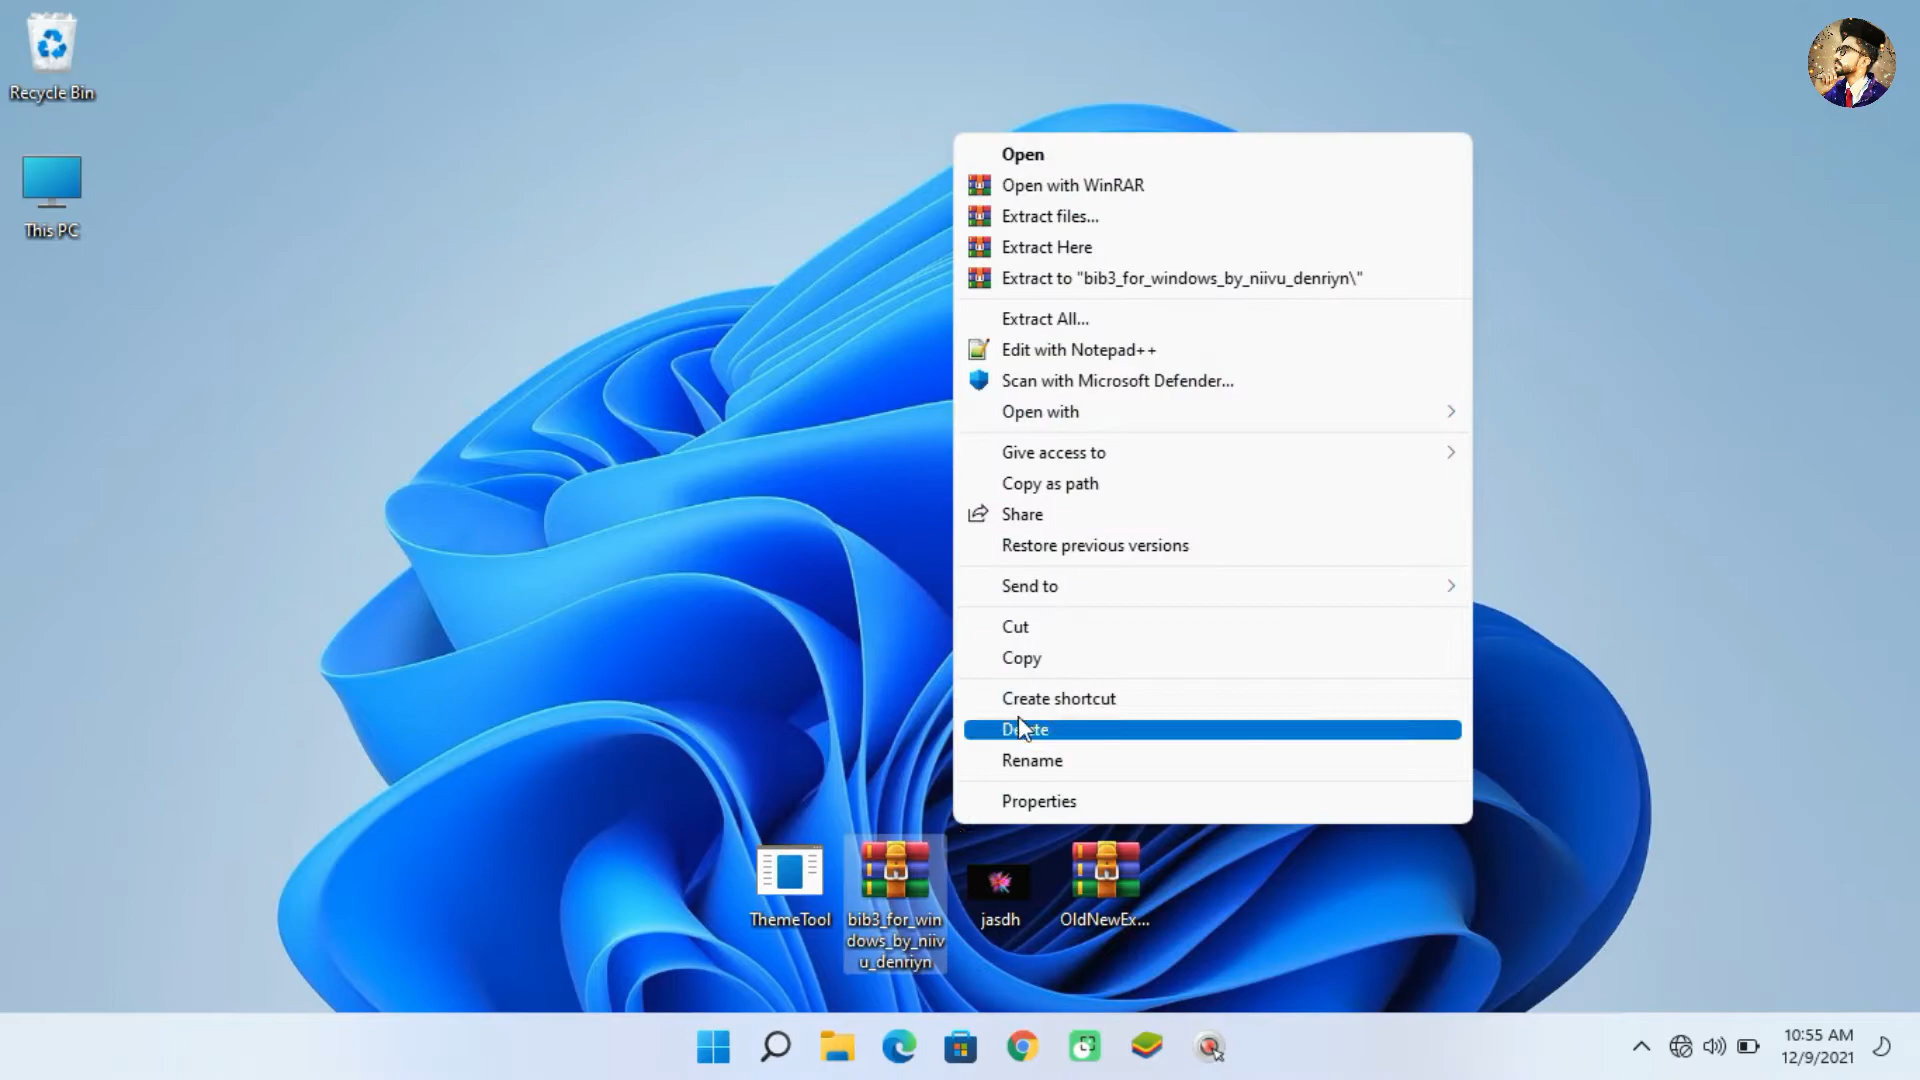 Recycle Bin
This PC
Open
Open with WinRAR
Extract files...
Extract Here
Extract to "bib3_for_windows_by_niivu_denriyn\"
Extract All...
Edit with Notepad++
Scan with Microsoft Defender...
Open with
Give access to
Copy as path
Share
Restore previous versions
Send to
Cut
Copy
Create shortcut
Delete
Rename
Properties
ThemeTool
bib3_for_win
dows_by_niiv
u_denriyn
jasdh
OldNewEx...
10:55 AM
12/9/2021